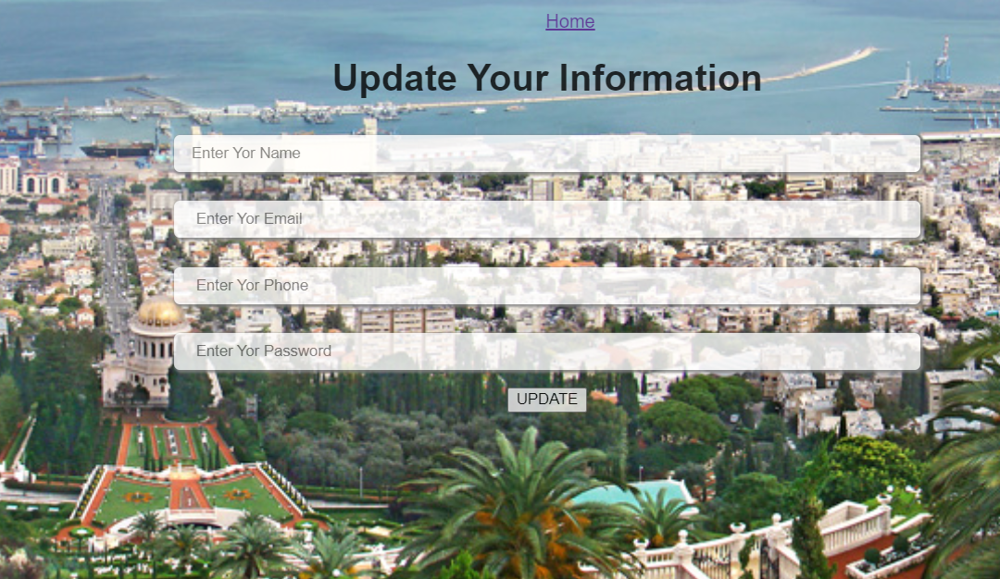 Home
Update Your Information
Enter Yor Name
Enter Yor Email
Enter Yor Phone
Enter Yor Password
UPDATE